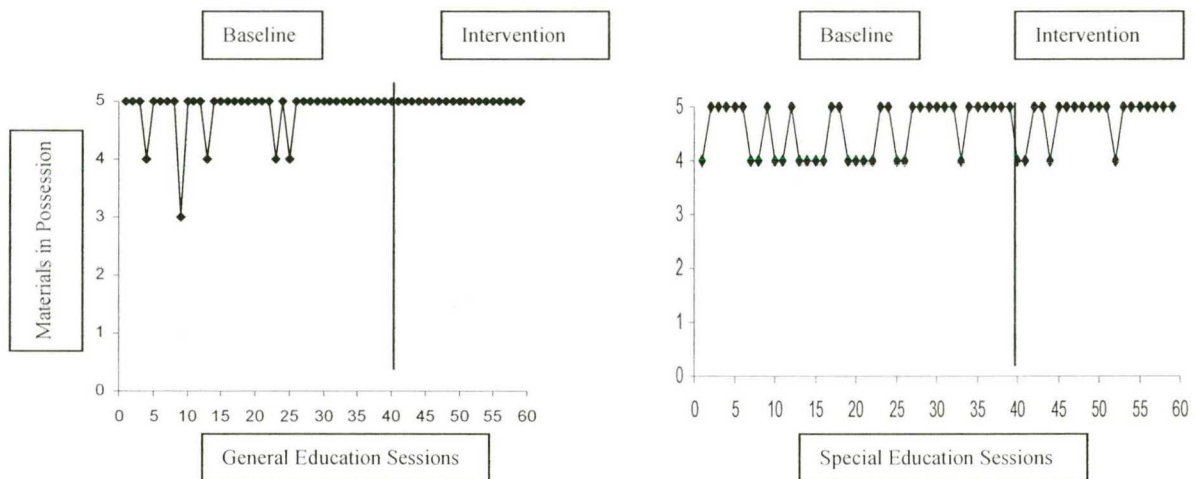 Baseline
Intervention
Baseline
Intervention
Materials in Possession
5
4
3
2
1
0
0 5 10 15 20 25 30 35 40 45 50 55 60
General Education Sessions
5
4
3
2
1
0
0 5 10 15 20 25 30 35 40 45 50 55 60
Special Education Sessions